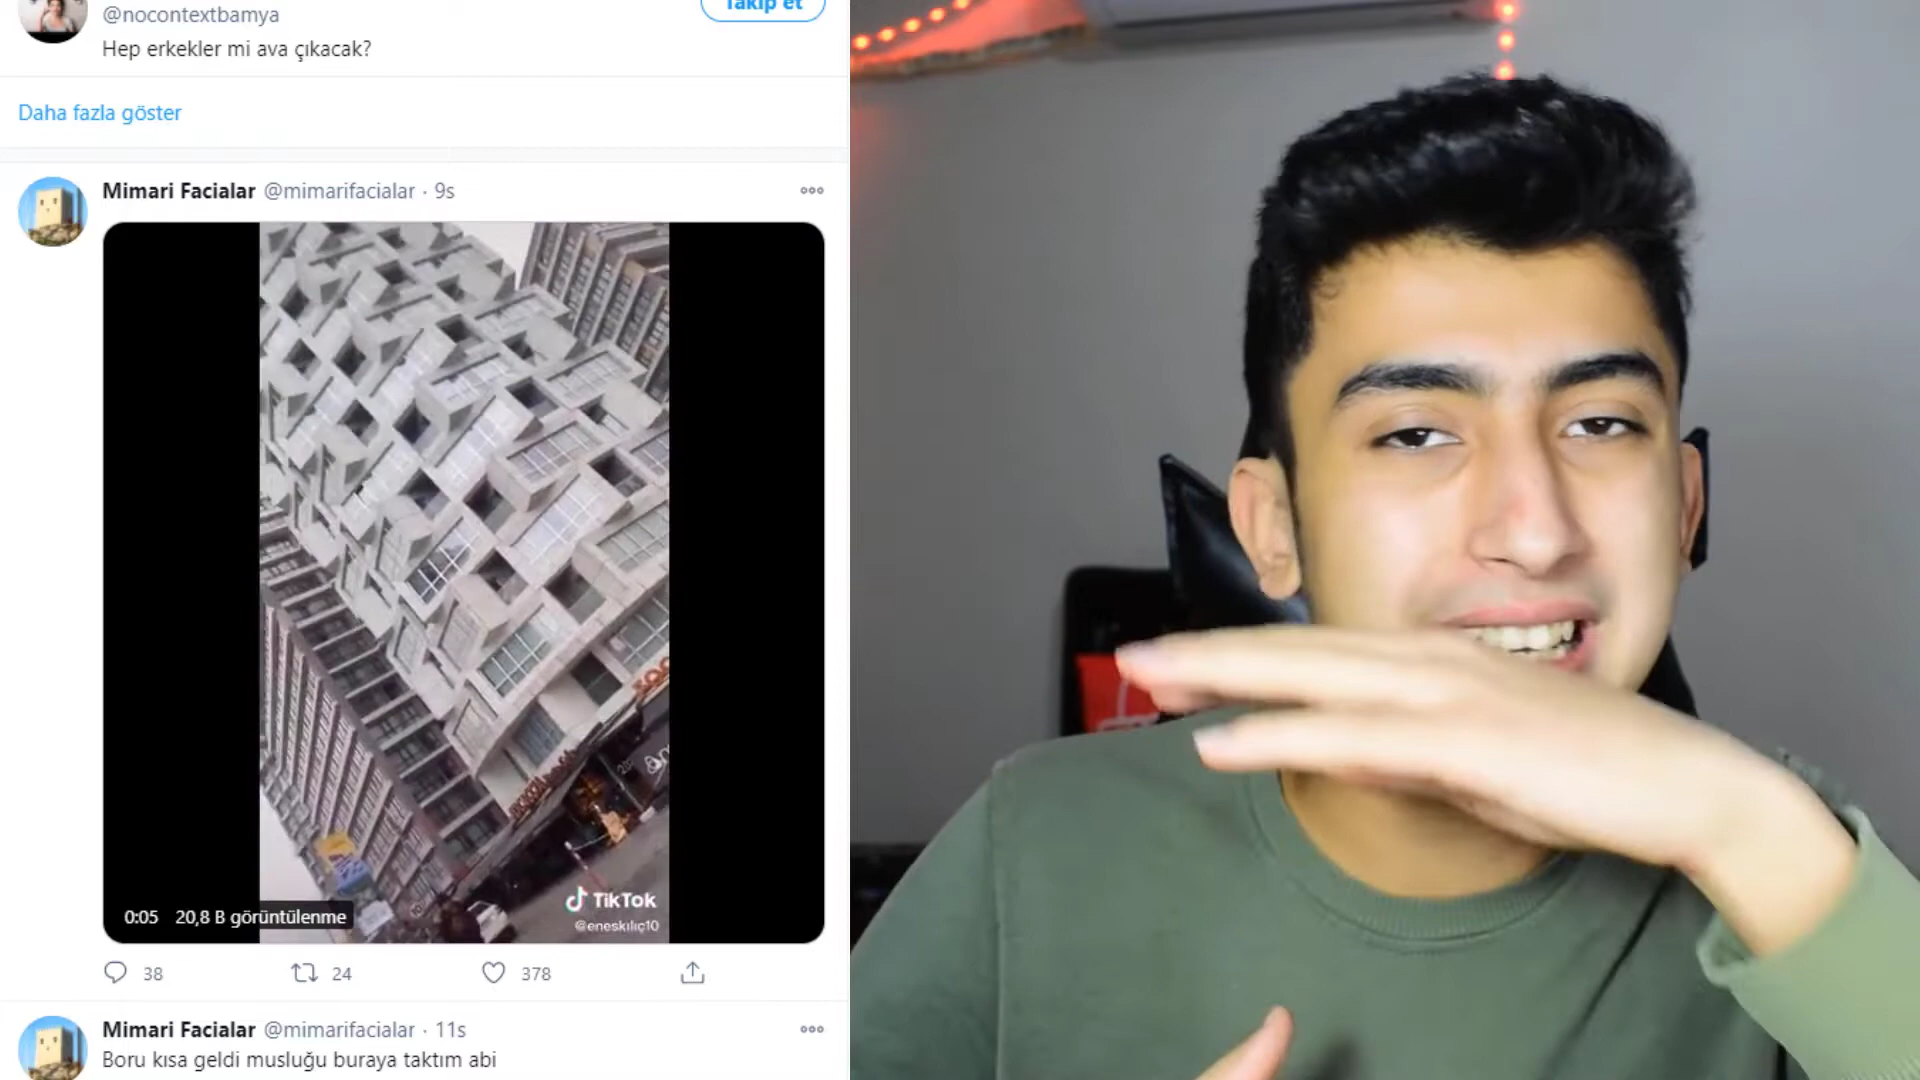 Takip et
@nocontextbamya
Hep erkekler mi ava çıkacak?
Daha fazla göster
Mimari Facialar @mimarifacialar · 9s
0:05 20,8 B görüntülenme
TikTok
@eneskılıç10
38 24 378
Mimari Facialar @mimarifacialar · 11s
Boru kısa geldi musluğu buraya taktım abi